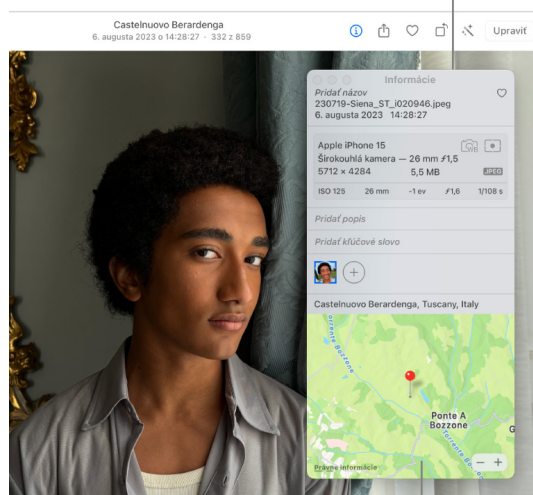 Castelnuovo Berardenga
6. augusta 2023 o 14:28:27 · 332 z 859
Upraviť
Informácie
Pridať názov
230719-Siena_ST_i020946.jpeg
6. augusta 2023 14:28:27
Apple iPhone 15
WB
Širokouhlá kamera — 26 mm ƒ1,5
5712 × 4284 5,5 MB
JPEG
ISO 125 26 mm -1 ev ƒ1,6 1/108 s
Pridať popis
Pridať kľúčové slovo
Castelnuovo Berardenga, Tuscany, Italy
Torrente Bozzone
Ponte A
Bozzone
G
Právne informácie
− +